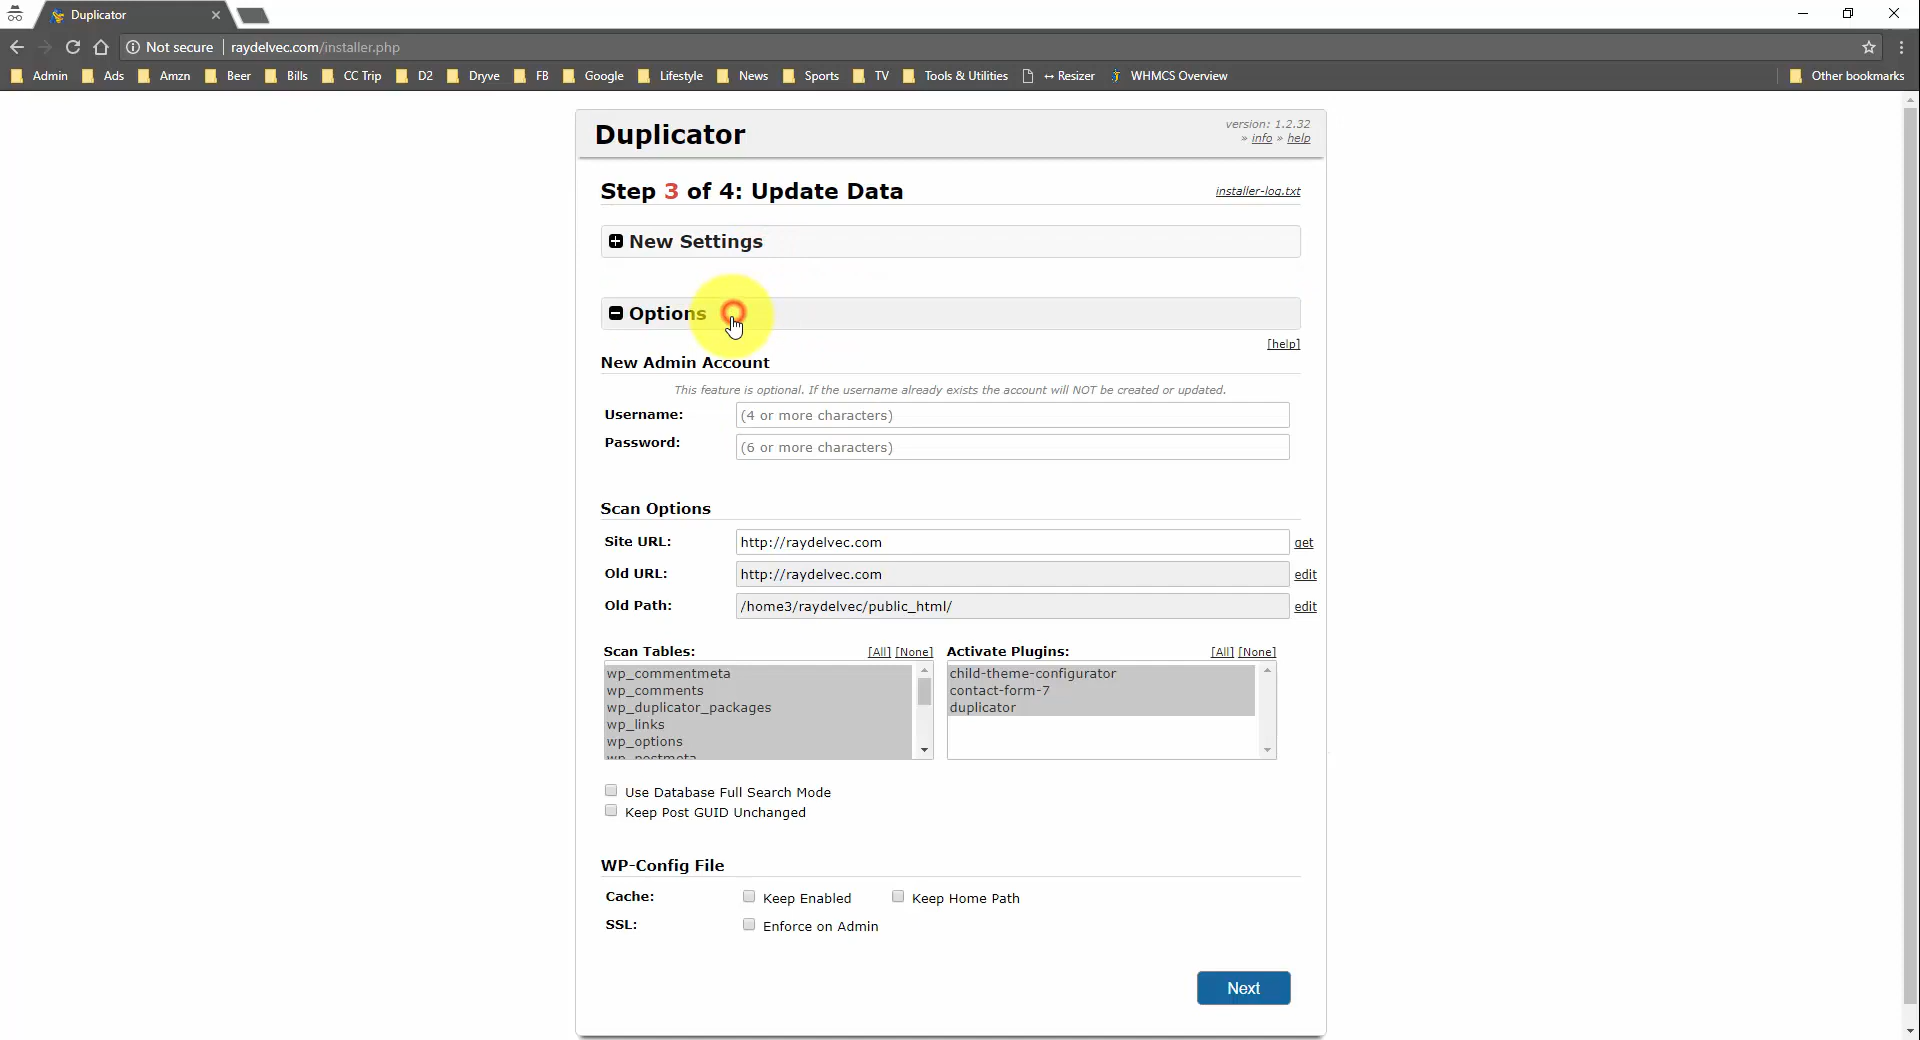 Duplicator
Not secure raydelvec.com/installer.php
Admin Ads Amzn Beer Bills CC Trip D2 Dryve FB Google Lifestyle News Sports TV Tools & Utilities ↔ Resizer WHMCS Overview Other bookmarks
Duplicator
version: 1.2.32
» info » help
Step 3 of 4: Update Data
installer-log.txt
New Settings
Options
[help]
New Admin Account
This feature is optional. If the username already exists the account will NOT be created or updated.
Username: (4 or more characters)
Password: (6 or more characters)
Scan Options
Site URL: http://raydelvec.com get
Old URL: http://raydelvec.com edit
Old Path: /home3/raydelvec/public_html/ edit
Scan Tables: [All] [None] Activate Plugins: [All] [None]
wp_commentmeta child-theme-configurator
wp_comments contact-form-7
wp_duplicator_packages duplicator
wp_links
wp_options
wp_postmeta
Use Database Full Search Mode
Keep Post GUID Unchanged
WP-Config File
Cache: Keep Enabled Keep Home Path
SSL: Enforce on Admin
Next